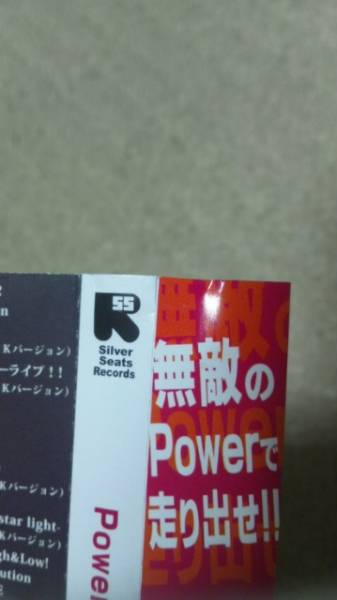 Kバージョン)
ーライブ!!
Kバージョン)
Kバージョン)
star light-
Kバージョン)
gh&Low!
ution
SS
Silver
Seats
Records
Power
無敵の
Powerで
走り出せ!!